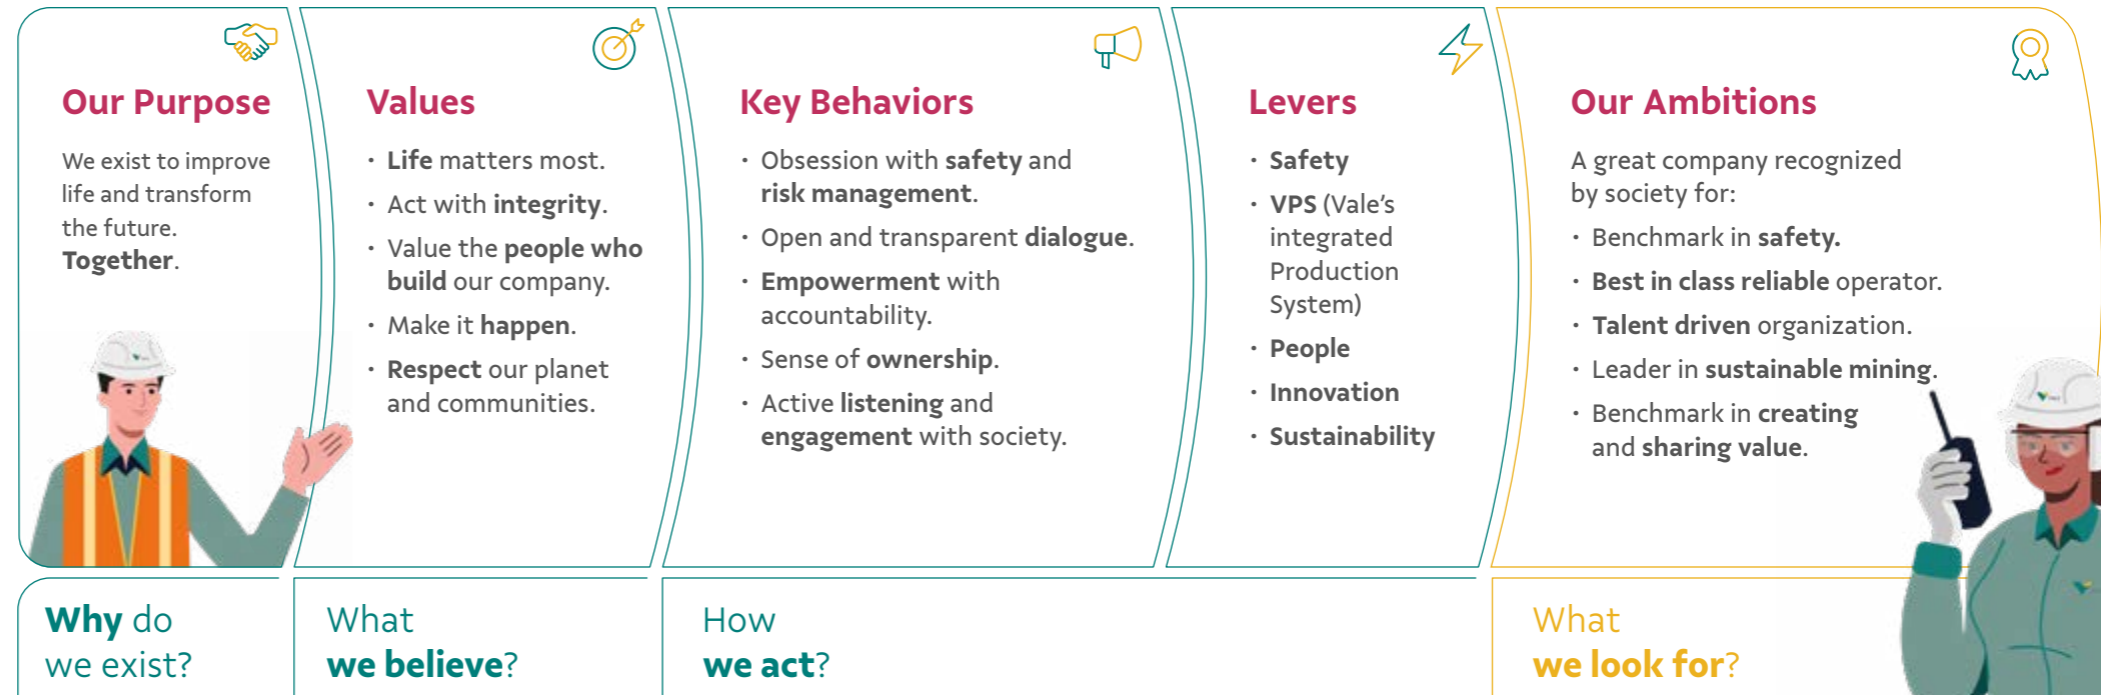 Our Purpose
We exist to improve
life and transform
the future.
Together.
Values
• Life matters most.
• Act with integrity.
• Value the people who
build our company.
• Make it happen.
• Respect our planet
and communities.
Key Behaviors
• Obsession with safety and
risk management.
• Open and transparent dialogue.
• Empowerment with
accountability.
• Sense of ownership.
• Active listening and
engagement with society.
Levers
• Safety
• VPS (Vale’s
integrated
Production
System)
• People
• Innovation
• Sustainability
Our Ambitions
A great company recognized
by society for:
• Benchmark in safety.
• Best in class reliable operator.
• Talent driven organization.
• Leader in sustainable mining.
• Benchmark in creating
and sharing value.
Why do
we exist?
What
we believe?
How
we act?
What
we look for?